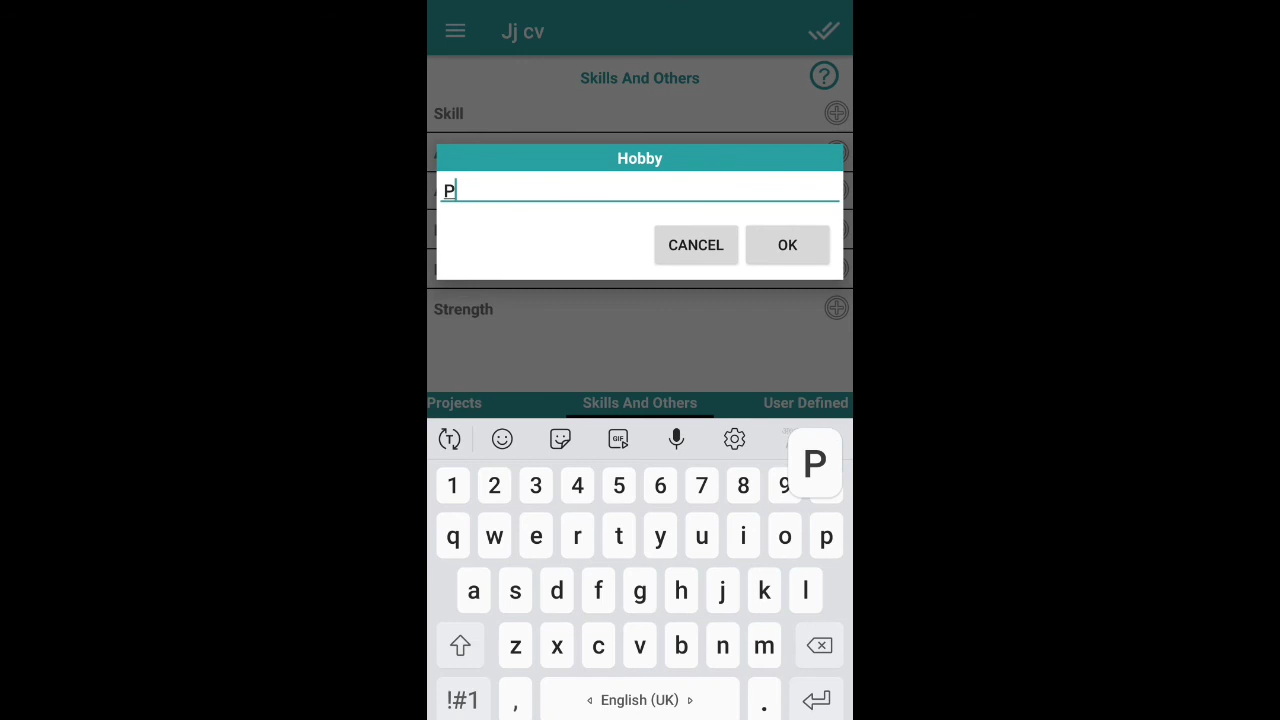 Jj cv
Skills And Others
Skill
Hobby
P
CANCEL OK
Strength
Projects Skills And Others User Defined
GIF
P
1 2 3 4 5 6 7 8 9
q w e r t y u i o p
a s d f g h j k l
z x c v b n m
!#1 , English (UK) .